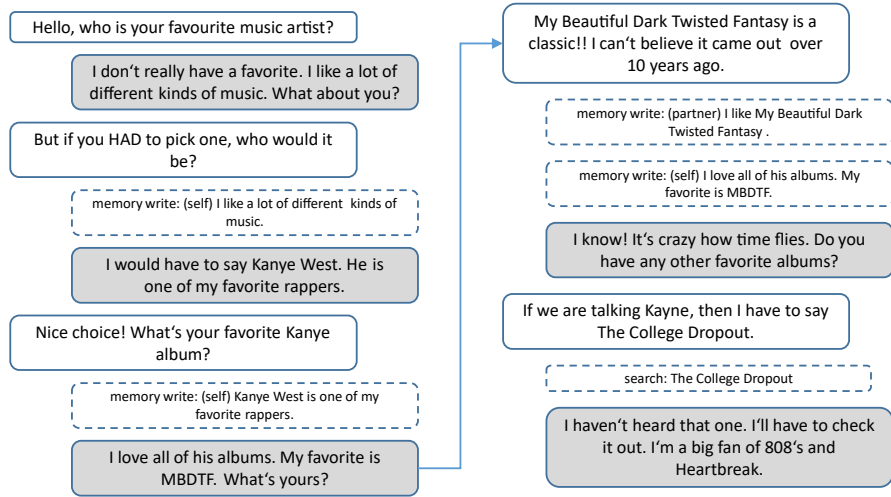 Hello, who is your favourite music artist?
I don't really have a favorite. I like a lot of
different kinds of music. What about you?
But if you HAD to pick one, who would it
be?
memory write: (self) I like a lot of different kinds of
music.
I would have to say Kanye West. He is
one of my favorite rappers.
Nice choice! What's your favorite Kanye
album?
memory write: (self) Kanye West is one of my
favorite rappers.
I love all of his albums. My favorite is
MBDTF. What's yours?
My Beautiful Dark Twisted Fantasy is a
classic!! I can't believe it came out over
10 years ago.
memory write: (partner) I like My Beautiful Dark
Twisted Fantasy .
memory write: (self) I love all of his albums. My
favorite is MBDTF.
I know! It's crazy how time flies. Do you
have any other favorite albums?
If we are talking Kayne, then I have to say
The College Dropout.
search: The College Dropout
I haven't heard that one. I'll have to check
it out. I'm a big fan of 808's and
Heartbreak.